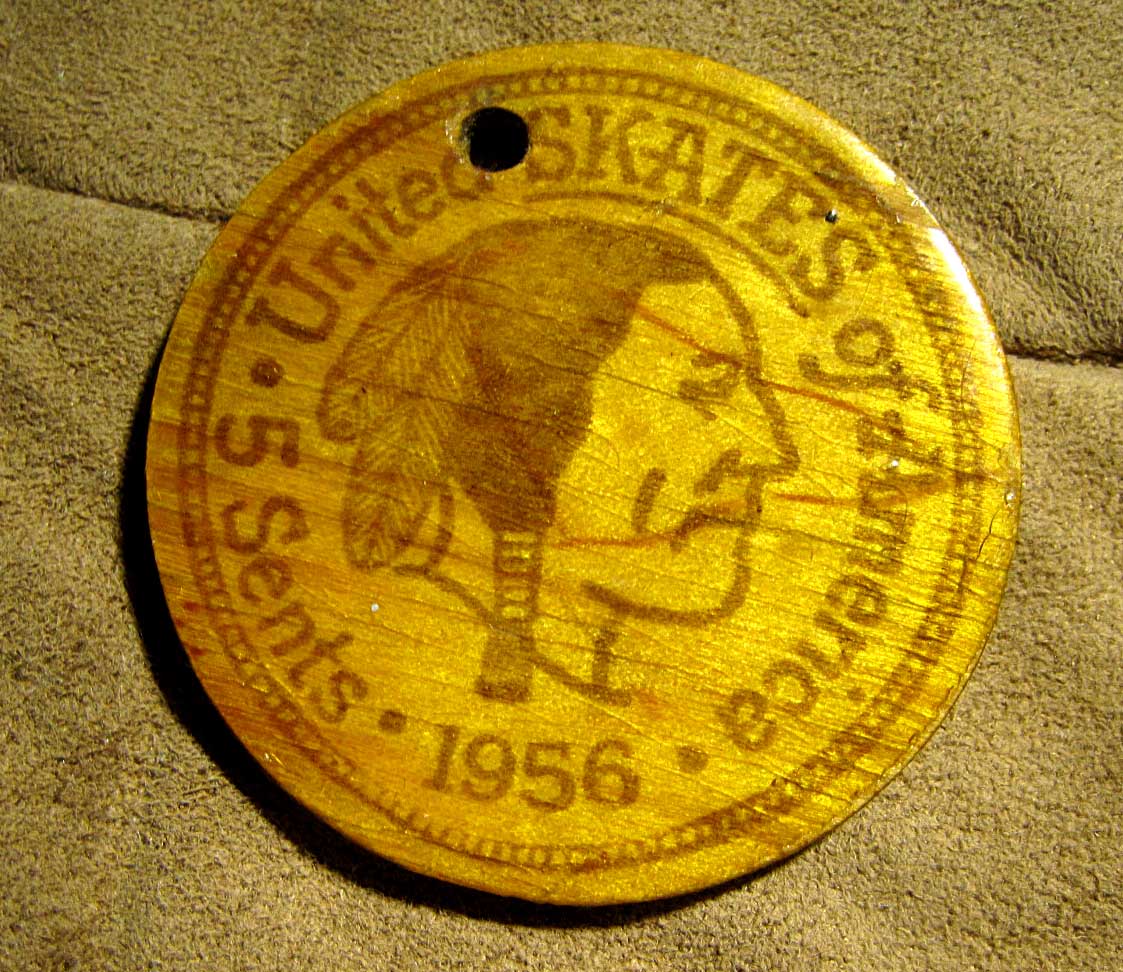 United SKATES of America
• 5 Sents •
1956 •